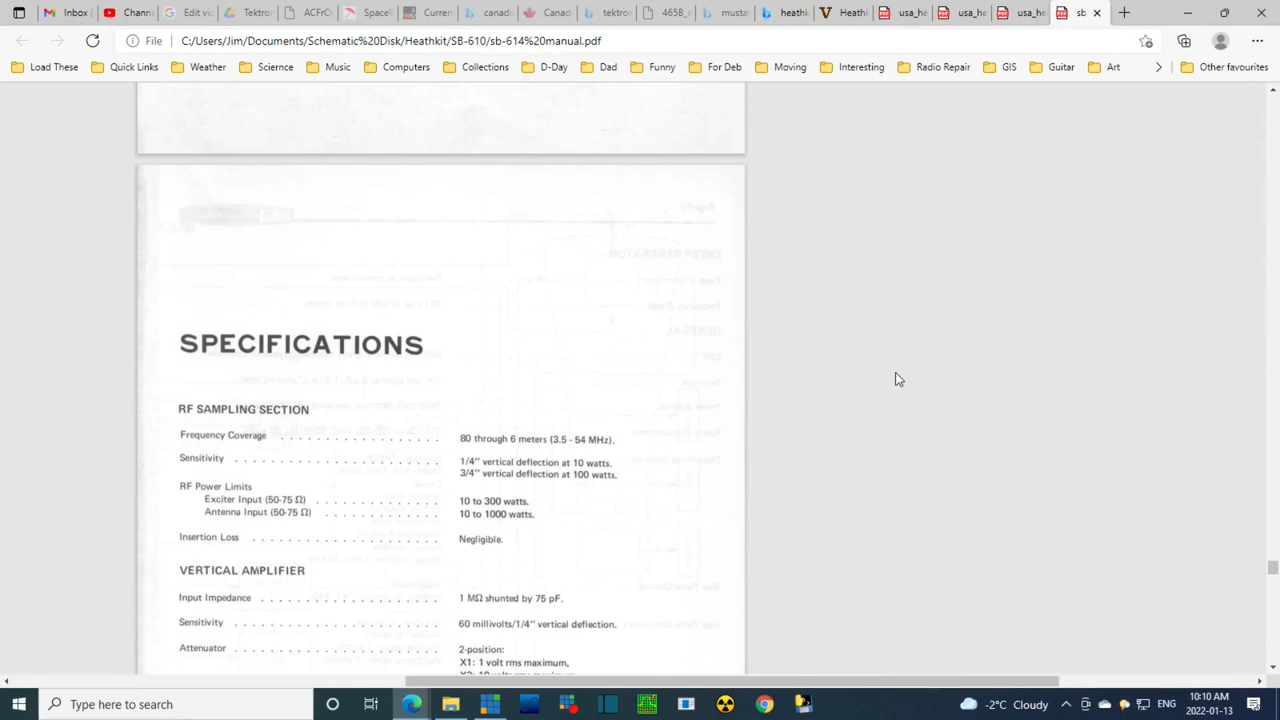 Inbox (
Chann
Edit vid
Tektron
ACFrO
SpaceV
Curren
canad
Canad
tektro
465B_s
musta
heathk
Heath
usa_he
usa_he
usa_he
sb
File C:/Users/Jim/Documents/Schematic%20Disk/Heathkit/SB-610/sb-614%20manual.pdf
Load These Quick Links Weather Sciernce Music Computers Collections D-Day Dad Funny For Deb Moving Interesting Radio Repair GIS Guitar Art Other favourites
SPECIFICATIONS
RF SAMPLING SECTION
Frequency Coverage . . . . . . . . . . . . . 80 through 6 meters (3.5 - 54 MHz).
Sensitivity . . . . . . . . . . . . . . . . . 1/4" vertical deflection at 10 watts.
3/4" vertical deflection at 100 watts.
RF Power Limits
Exciter Input (50-75 Ω) . . . . . . . . . . 10 to 300 watts.
Antenna Input (50-75 Ω) . . . . . . . . . . 10 to 1000 watts.
Insertion Loss . . . . . . . . . . . . . . . Negligible.
VERTICAL AMPLIFIER
Input Impedance . . . . . . . . . . . . . . 1 MΩ shunted by 75 pF.
Sensitivity . . . . . . . . . . . . . . . . . 60 millivolts/1/4" vertical deflection.
Attenuator . . . . . . . . . . . . . . . . . 2-position:
X1: 1 volt rms maximum,
Type here to search
-2°C Cloudy
ENG
10:10 AM
2022-01-13